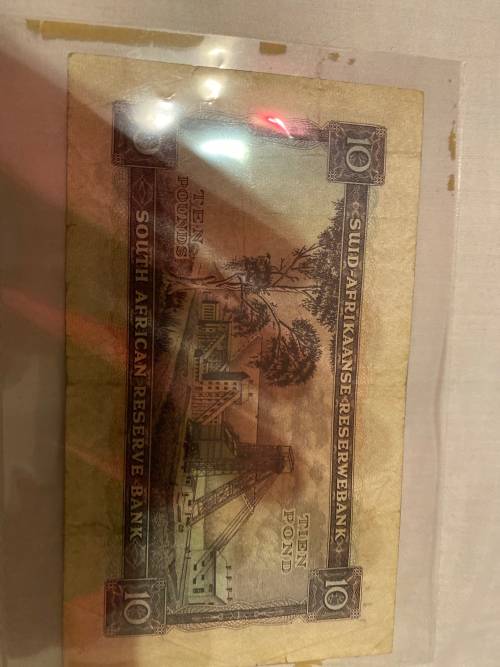 10 SUID-AFRIKAANSE RESERWEBANK 10
TIEN
POND
TEN
POUNDS
SOUTH AFRICAN RESERVE BANK 10